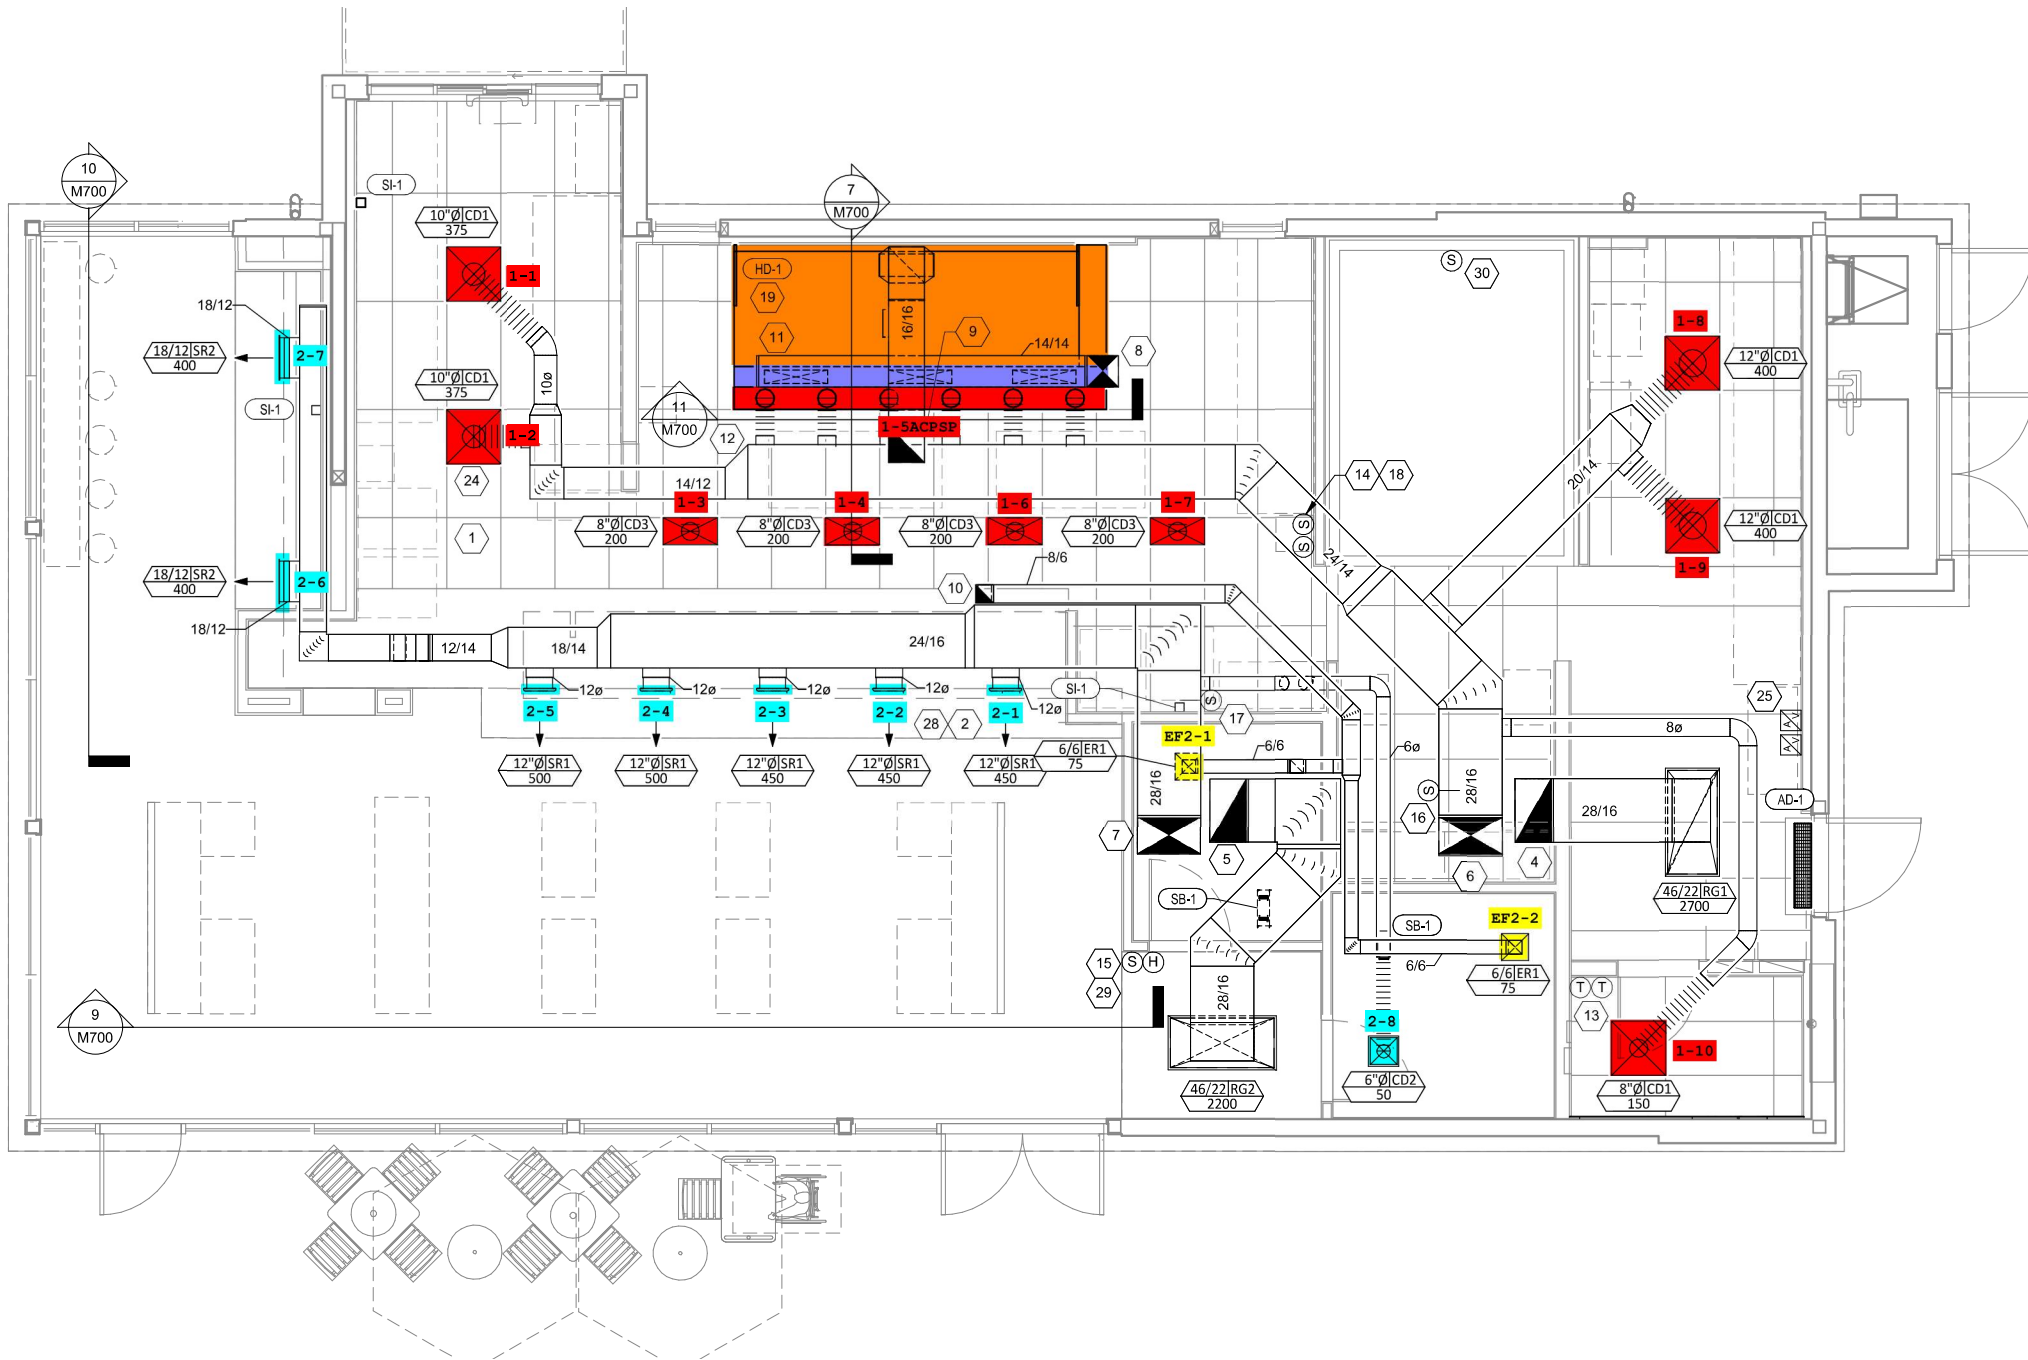 10
M700
SI-1
10"Ø CD1
375
1-1
7
M700
HD-1
19
11
16/16
9
14/14
8
S
30
1-8
12"Ø CD1
400
18/12
18/12 SR2
400
2-7
SI-1
10"Ø CD1
375
10ø
1-2
24
11
M700
12
1-5ACPSP
14
18
20/14
12"Ø CD1
400
1-9
14/12
1-3
1-4
1-6
1-7
8"Ø CD3
200
8"Ø CD3
200
8"Ø CD3
200
8"Ø CD3
200
S
S
1
24/14
18/12 SR2
400
2-6
18/12
10
8/6
12/14
18/14
24/16
12ø
12ø
12ø
12ø
12ø
2-5
2-4
2-3
2-2
2-1
28
2
SI-1
S
17
25
A
V
A
V
12"Ø SR1
500
12"Ø SR1
500
12"Ø SR1
450
12"Ø SR1
450
12"Ø SR1
450
EF2-1
6/6 ER1
75
6/6
6ø
8ø
28/16
S
28/16
28/16
AD-1
7
5
16
6
4
46/22 RG1
2700
SB-1
SB-1
EF2-2
6/6
6/6 ER1
75
15
S
H
29
28/16
T
T
13
9
M700
2-8
1-10
46/22 RG2
2200
6"Ø CD2
50
8"Ø CD1
150